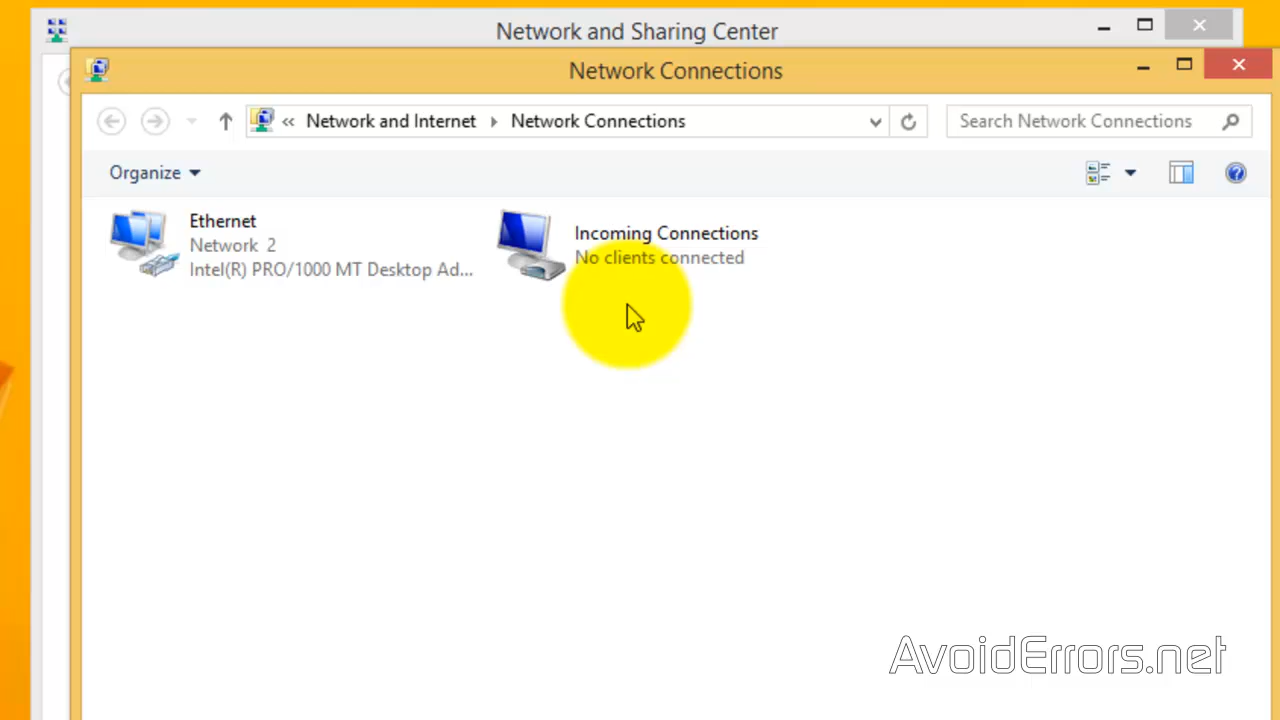 Network and Sharing Center
Network Connections
« Network and Internet Network Connections
Search Network Connections
Organize
Ethernet
Network 2
Intel(R) PRO/1000 MT Desktop Ad...
Incoming Connections
No clients connected
AvoidErrors.net